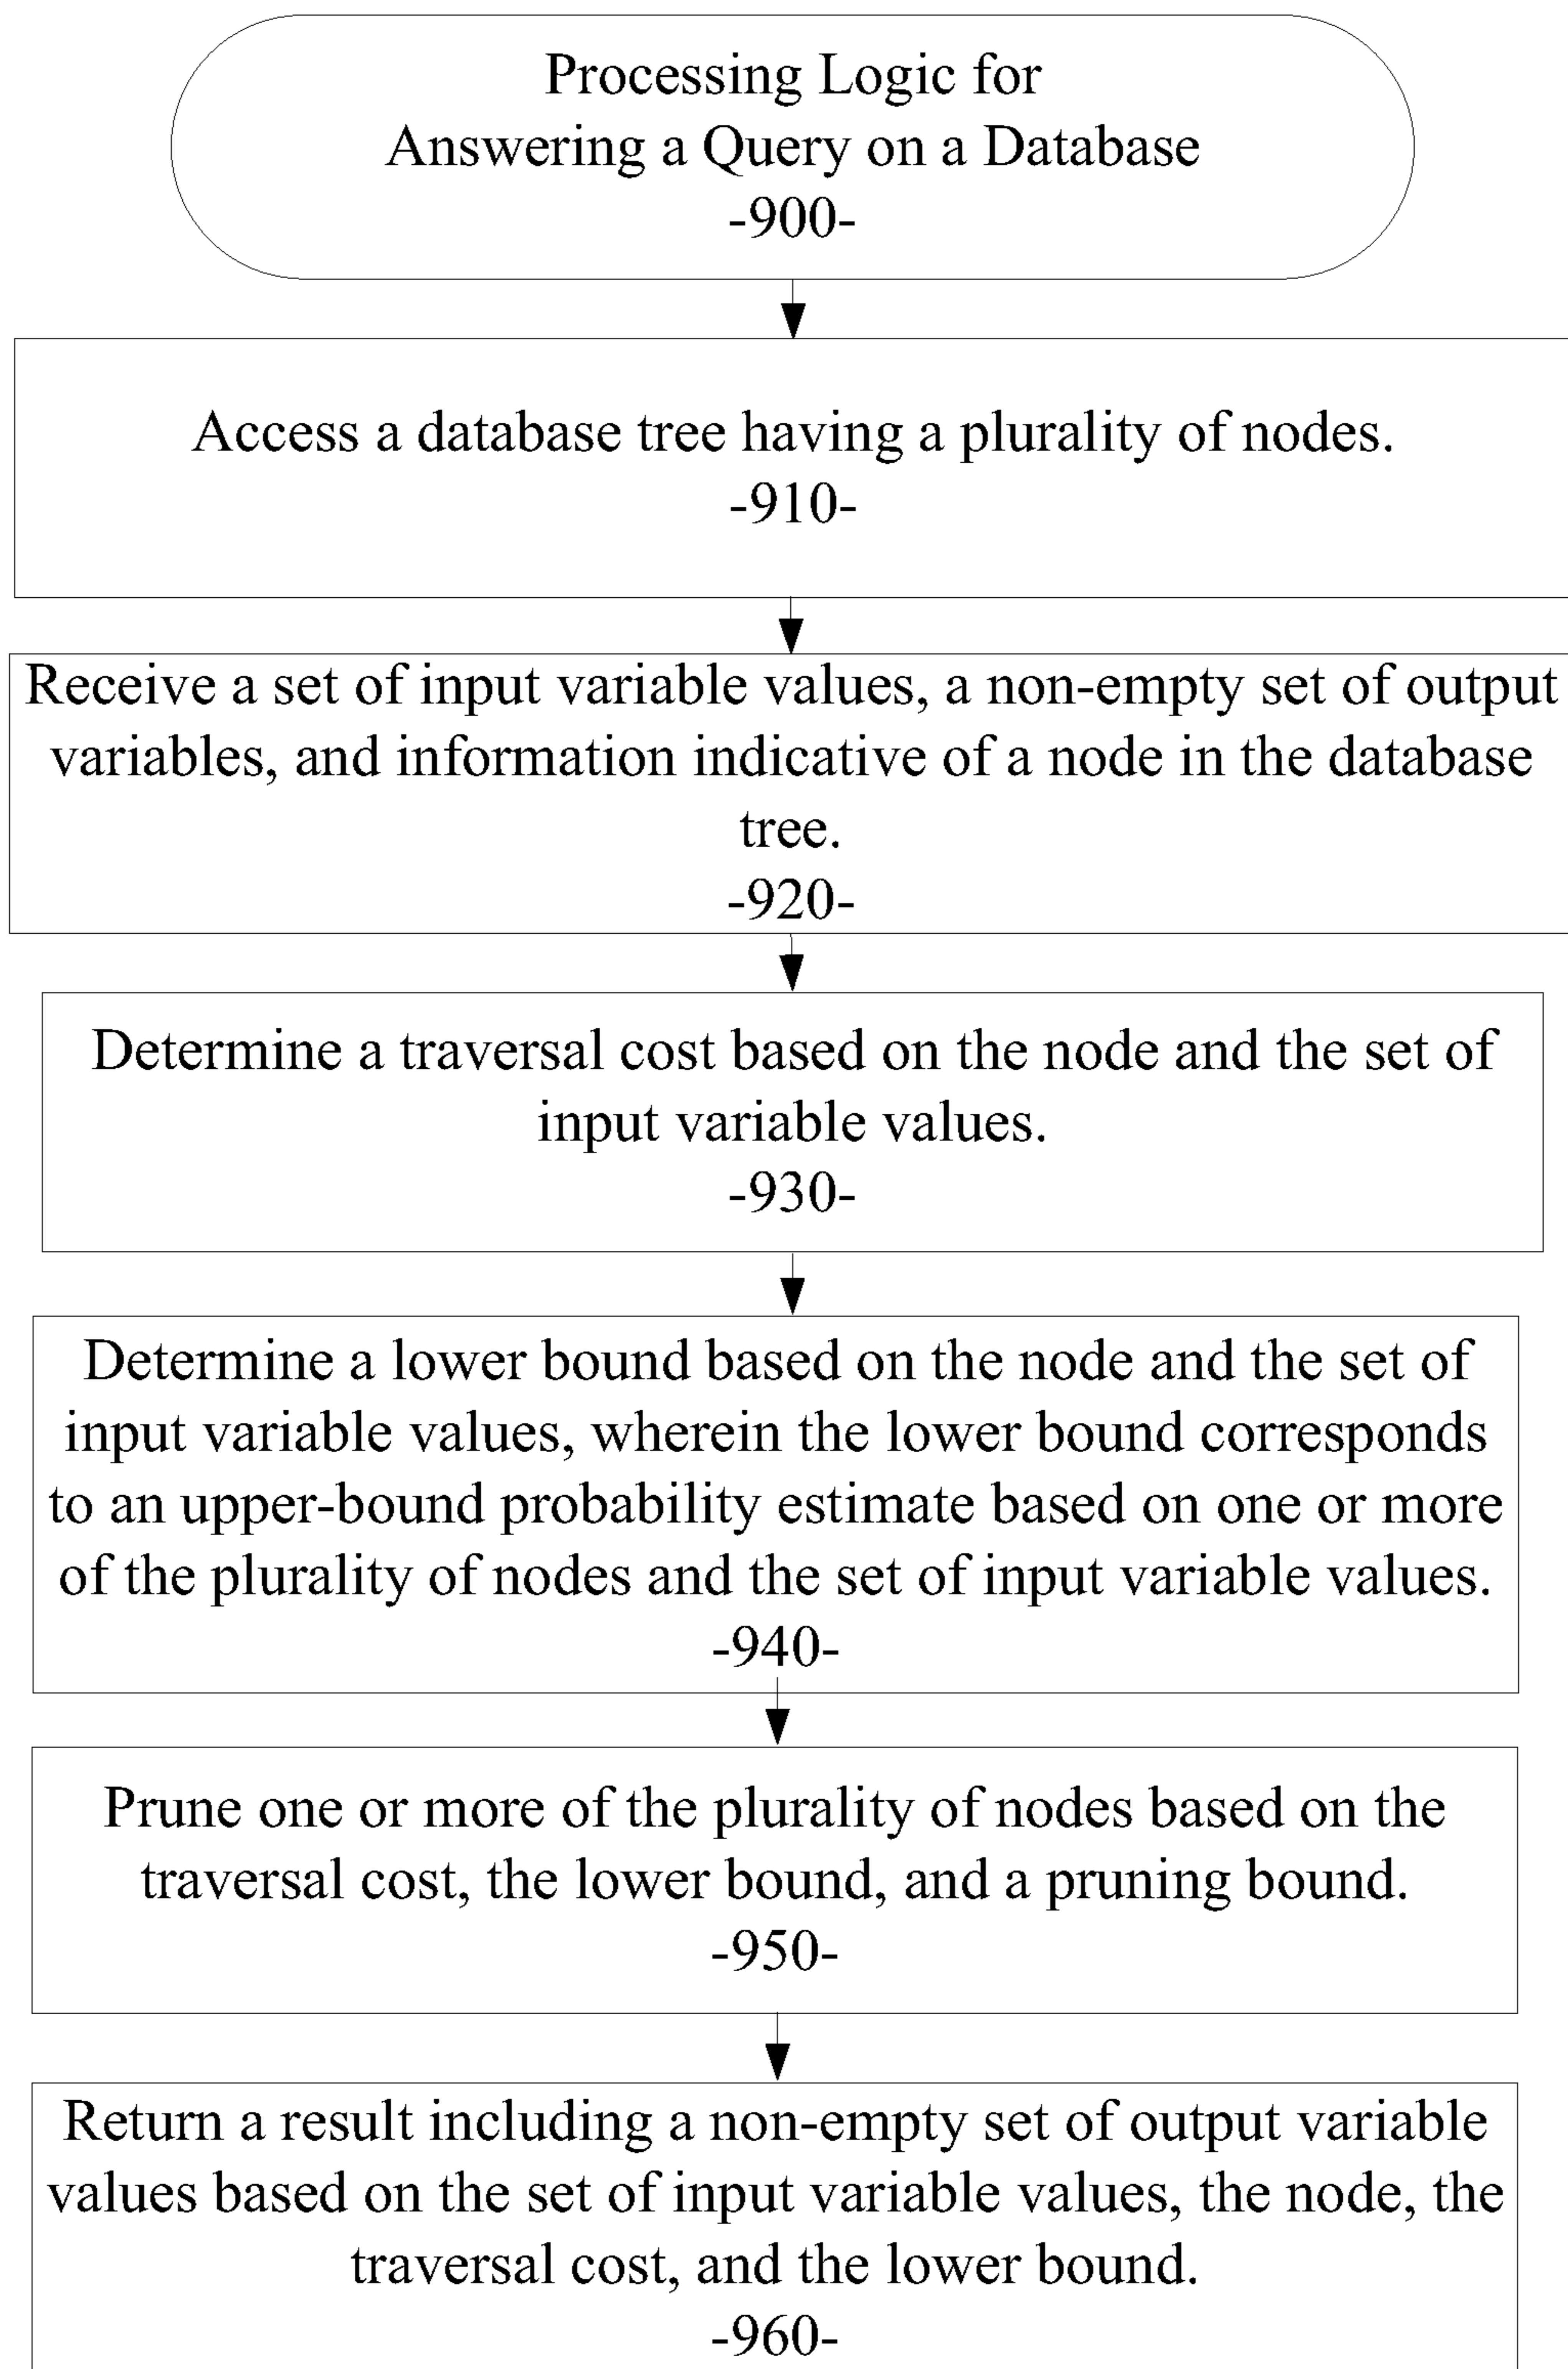 Processing Logic for
Answering a Query on a Database
-900-
Access a database tree having a plurality of nodes.
-910-
Receive a set of input variable values, a non-empty set of output
variables, and information indicative of a node in the database
tree.
-920-
Determine a traversal cost based on the node and the set of
input variable values.
-930-
Determine a lower bound based on the node and the set of
input variable values, wherein the lower bound corresponds
to an upper-bound probability estimate based on one or more
of the plurality of nodes and the set of input variable values.
-940-
Prune one or more of the plurality of nodes based on the
traversal cost, the lower bound, and a pruning bound.
-950-
Return a result including a non-empty set of output variable
values based on the set of input variable values, the node, the
traversal cost, and the lower bound.
-960-